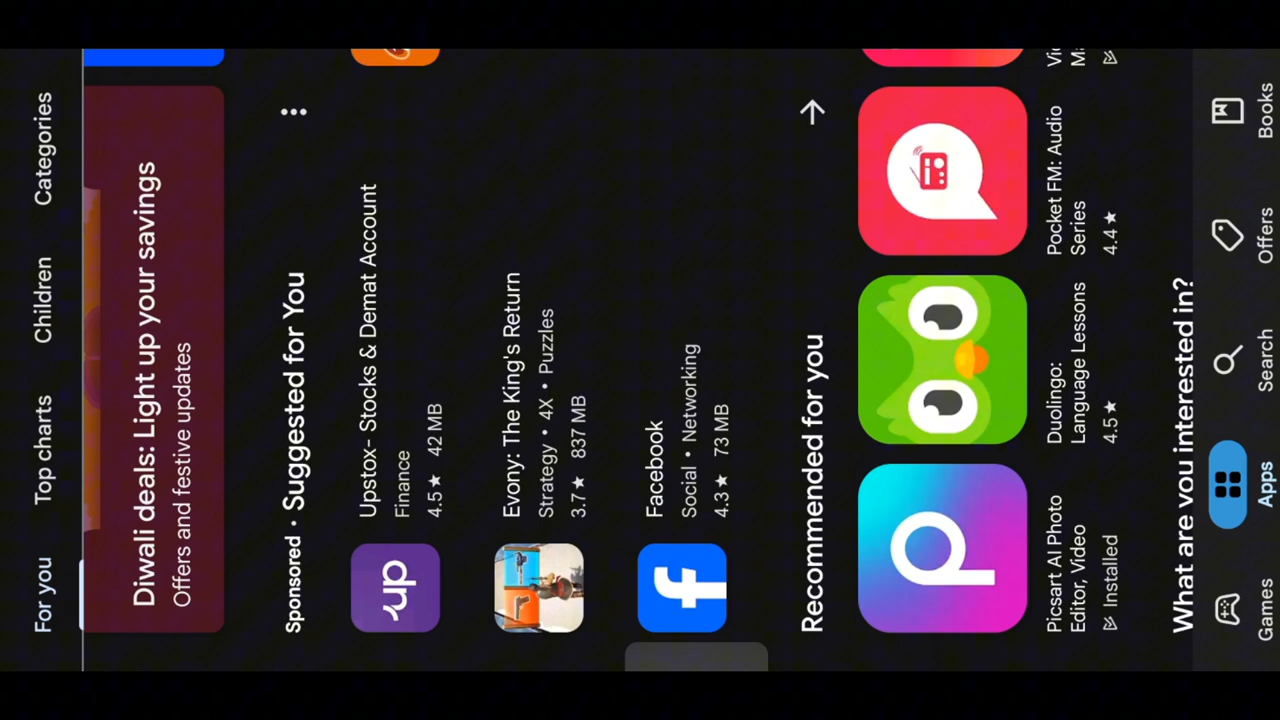 For you
Top charts
Children
Categories
Diwali deals: Light up your savings
Offers and festive updates
Sponsored • Suggested for You
up
Upstox- Stocks & Demat Account
Finance
4.5★ 42 MB
Evony: The King's Return
Strategy • 4X • Puzzles
3.7★ 837 MB
f
Facebook
Social • Networking
4.3★ 73 MB
Recommended for you
Picsart AI Photo
Editor, Video
Installed
Duolingo:
Language Lessons
4.5★
Pocket FM: Audio
Series
4.4★
What are you interested in?
Games
Apps
Search
Offers
Books